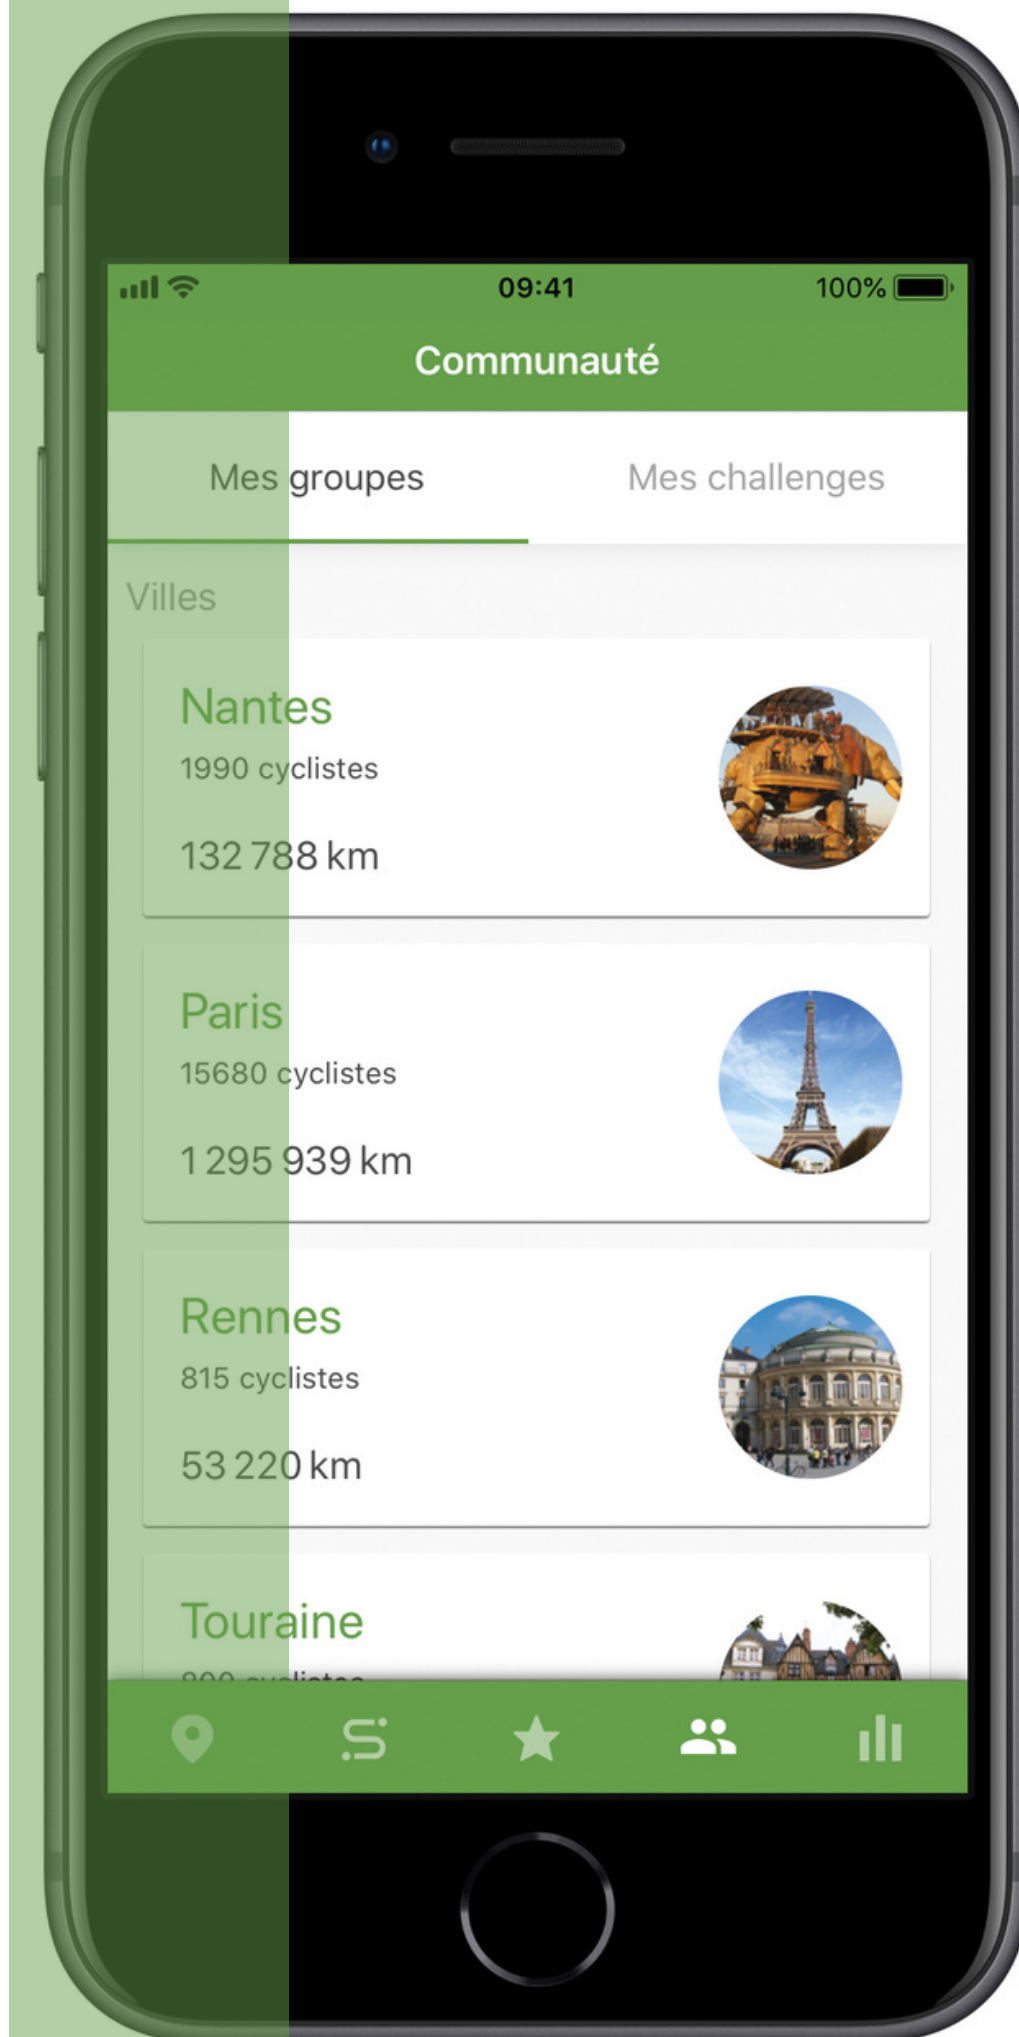 09:41
100%
Communauté
Mes groupes
Mes challenges
Villes
Nantes
1990 cyclistes
132 788 km
Paris
15680 cyclistes
1 295 939 km
Rennes
815 cyclistes
53 220 km
Touraine
cyclistes